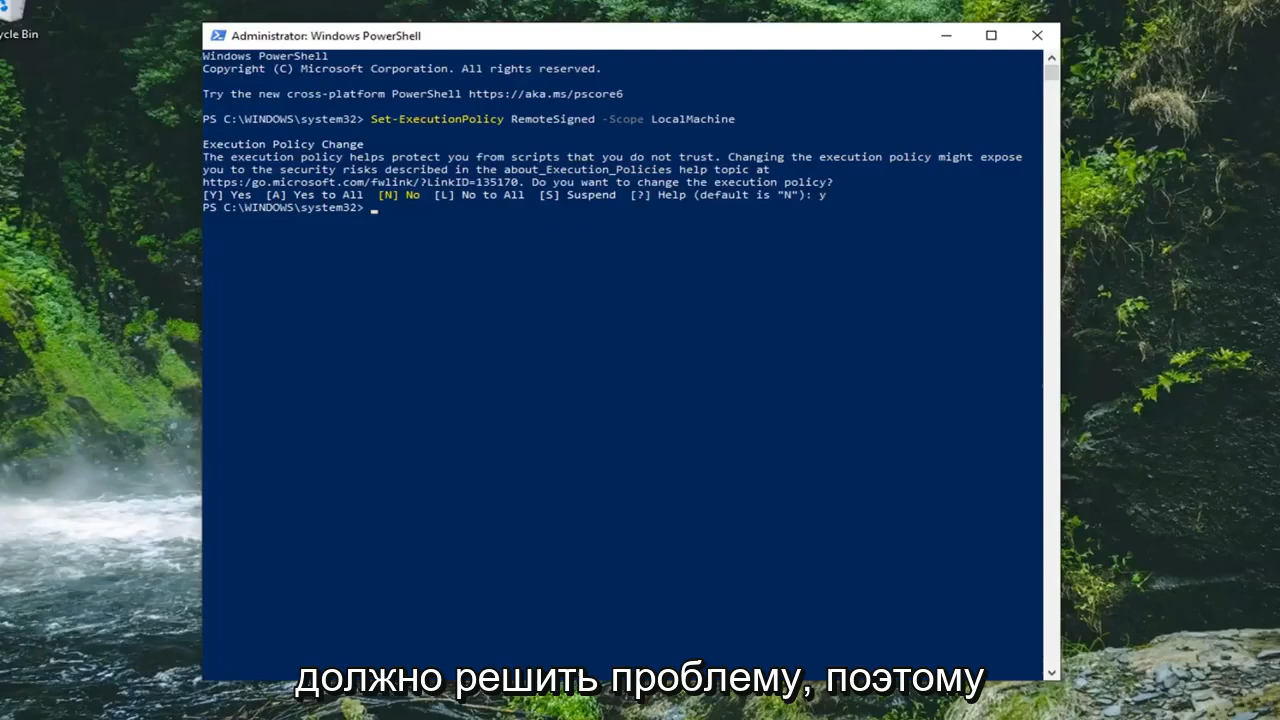 ycle Bin
Administrator: Windows PowerShell
Windows PowerShell
Copyright (C) Microsoft Corporation. All rights reserved.
Try the new cross-platform PowerShell https://aka.ms/pscore6
PS C:\WINDOWS\system32> Set-ExecutionPolicy RemoteSigned -Scope LocalMachine
Execution Policy Change
The execution policy helps protect you from scripts that you do not trust. Changing the execution policy might expose
you to the security risks described in the about_Execution_Policies help topic at
https:/go.microsoft.com/fwlink/?LinkID=135170. Do you want to change the execution policy?
[Y] Yes  [A] Yes to All  [N] No  [L] No to All  [S] Suspend  [?] Help (default is "N"): y
PS C:\WINDOWS\system32>
должно решить проблему, поэтому